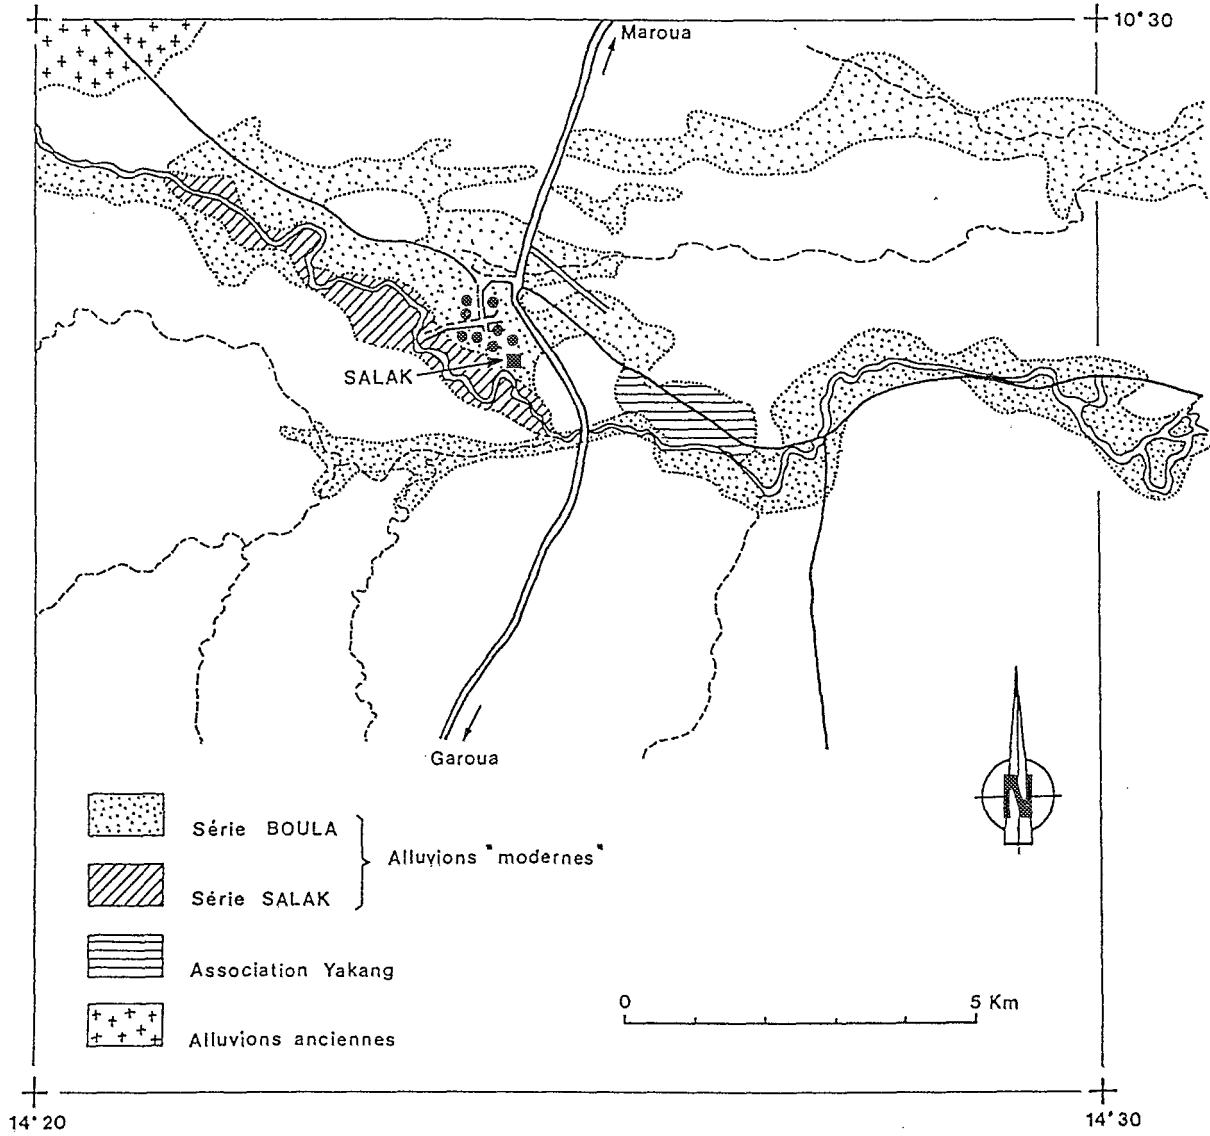 10°30
Maroua
SALAK
Garoua
N
Série BOULA
Alluvions "modernes"
Série SALAK
Association Yakang
Alluvions anciennes
0 5 Km
14°20
14°30